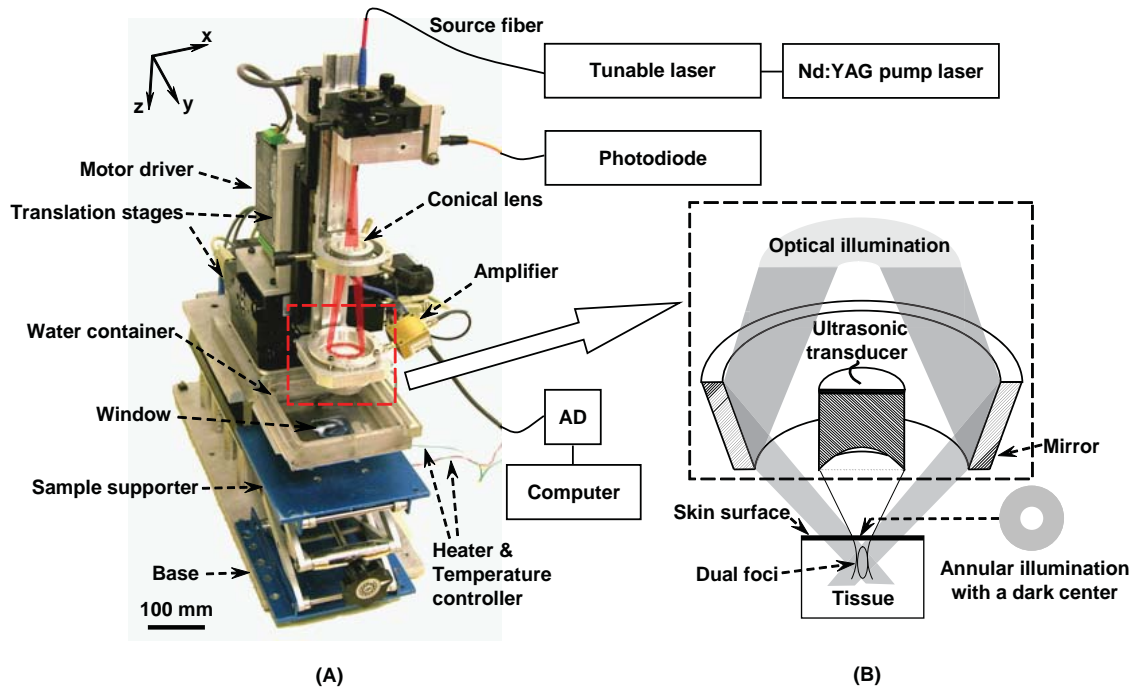 Source fiber
x
y
z
Tunable laser
Nd:YAG pump laser
Photodiode
Motor driver
Translation stages
Conical lens
Amplifier
Water container
Window
AD
Computer
Sample supporter
Heater &
Temperature
controller
Base
100 mm
(A)
Optical illumination
Ultrasonic
transducer
Mirror
Skin surface
Dual foci
Tissue
Annular illumination
with a dark center
(B)